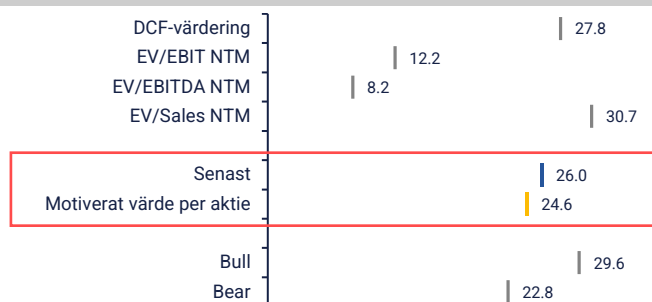 DCF-värdering 27.8
EV/EBIT NTM 12.2
EV/EBITDA NTM 8.2
EV/Sales NTM 30.7
Senast 26.0
Motiverat värde per aktie 24.6
Bull 29.6
Bear 22.8